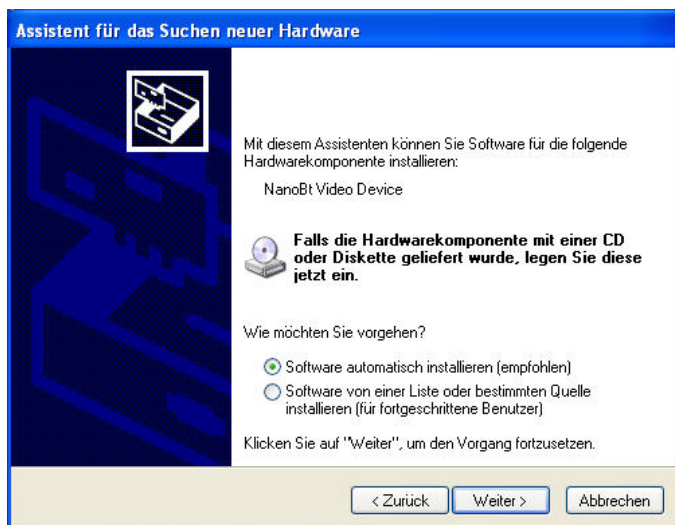 Assistent für das Suchen neuer Hardware
Mit diesem Assistenten können Sie Software für die folgende
Hardwarekomponente installieren:
NanoBt Video Device
Falls die Hardwarekomponente mit einer CD
oder Diskette geliefert wurde, legen Sie diese
jetzt ein.
Wie möchten Sie vorgehen?
Software automatisch installieren (empfohlen)
Software von einer Liste oder bestimmten Quelle
installieren (für fortgeschrittene Benutzer)
Klicken Sie auf "Weiter", um den Vorgang fortzusetzen.
< Zurück Weiter > Abbrechen